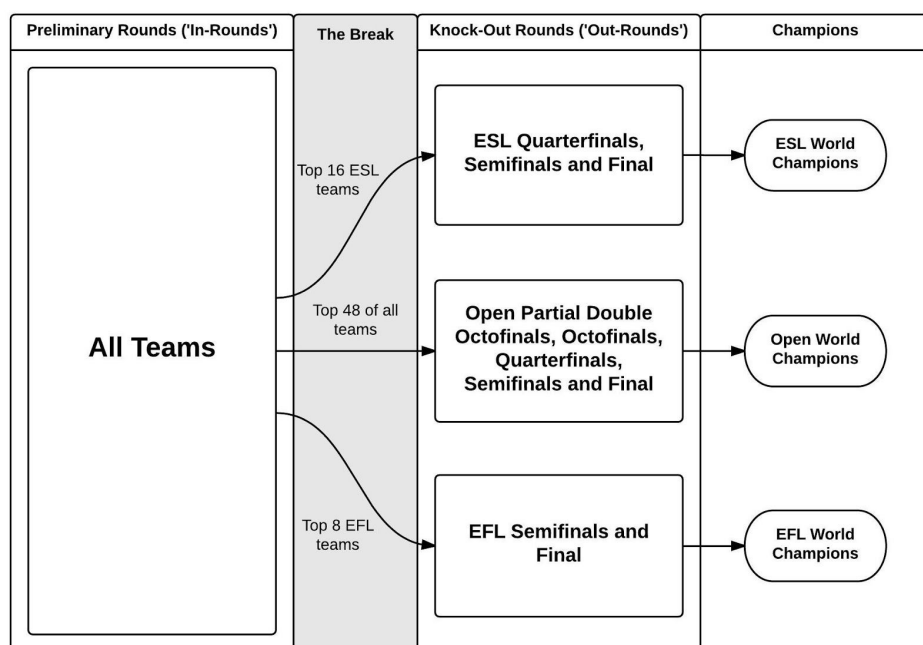 Preliminary Rounds ('In-Rounds')
The Break
Knock-Out Rounds ('Out-Rounds')
Champions
All Teams
Top 16 ESL
teams
Top 48 of all
teams
Top 8 EFL
teams
ESL Quarterfinals,
Semifinals and Final
Open Partial Double
Octofinals, Octofinals,
Quarterfinals,
Semifinals and Final
EFL Semifinals and
Final
ESL World
Champions
Open World
Champions
EFL World
Champions